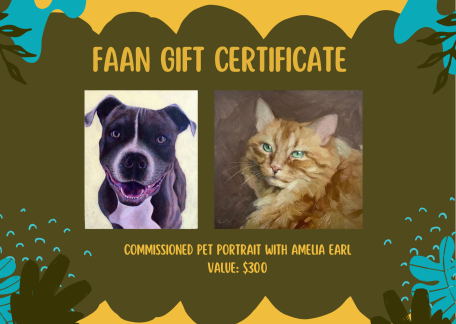 FAAN GIFT CERTIFICATE
COMMISSIONED PET PORTRAIT WITH AMELIA EARL
VALUE: $300